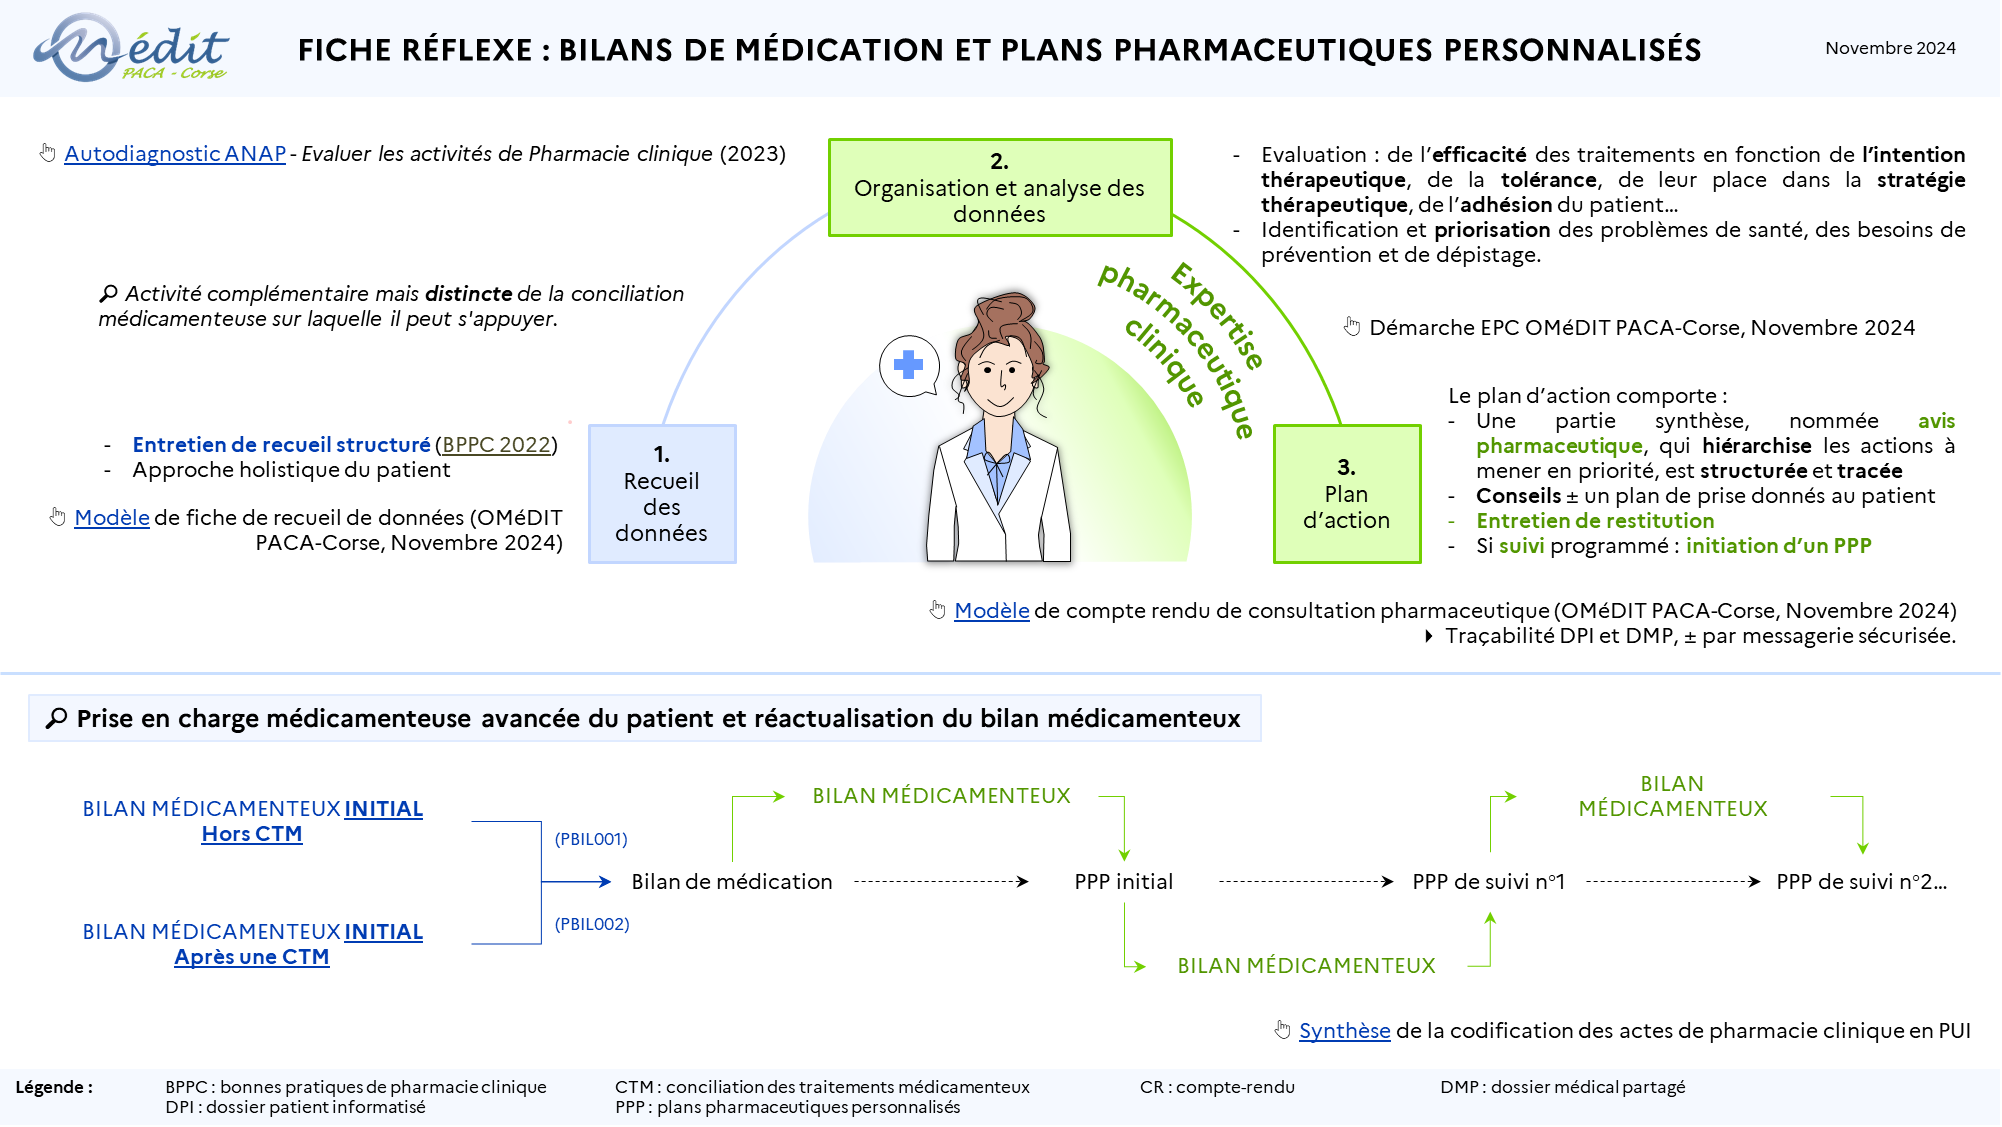 Omédit
PACA - Corse
FICHE RÉFLEXE : BILANS DE MÉDICATION ET PLANS PHARMACEUTIQUES PERSONNALISÉS
Novembre 2024
Autodiagnostic ANAP - Evaluer les activités de Pharmacie clinique (2023)
Activité complémentaire mais distincte de la conciliation
médicamenteuse sur laquelle il peut s'appuyer.
- Entretien de recueil structuré (BPPC 2022)
- Approche holistique du patient
Modèle de fiche de recueil de données (OMéDIT
PACA-Corse, Novembre 2024)
1.
Recueil
des
données
2.
Organisation et analyse des
données
Expertise
pharmaceutique
clinique
- Evaluation : de l’efficacité des traitements en fonction de l’intention
thérapeutique, de la tolérance, de leur place dans la stratégie
thérapeutique, de l’adhésion du patient…
- Identification et priorisation des problèmes de santé, des besoins de
prévention et de dépistage.
Démarche EPC OMéDIT PACA-Corse, Novembre 2024
3.
Plan
d’action
Le plan d’action comporte :
- Une partie synthèse, nommée avis
pharmaceutique, qui hiérarchise les actions à
mener en priorité, est structurée et tracée
- Conseils ± un plan de prise donnés au patient
- Entretien de restitution
- Si suivi programmé : initiation d’un PPP
Modèle de compte rendu de consultation pharmaceutique (OMéDIT PACA-Corse, Novembre 2024)
Traçabilité DPI et DMP, ± par messagerie sécurisée.
Prise en charge médicamenteuse avancée du patient et réactualisation du bilan médicamenteux
BILAN MÉDICAMENTEUX INITIAL
Hors CTM
(PBIL001)
BILAN MÉDICAMENTEUX INITIAL
Après une CTM
(PBIL002)
Bilan de médication
BILAN MÉDICAMENTEUX
PPP initial
BILAN MÉDICAMENTEUX
PPP de suivi n°1
BILAN
MÉDICAMENTEUX
PPP de suivi n°2…
Synthèse de la codification des actes de pharmacie clinique en PUI
Légende :
BPPC : bonnes pratiques de pharmacie clinique
DPI : dossier patient informatisé
CTM : conciliation des traitements médicamenteux
PPP : plans pharmaceutiques personnalisés
CR : compte-rendu
DMP : dossier médical partagé